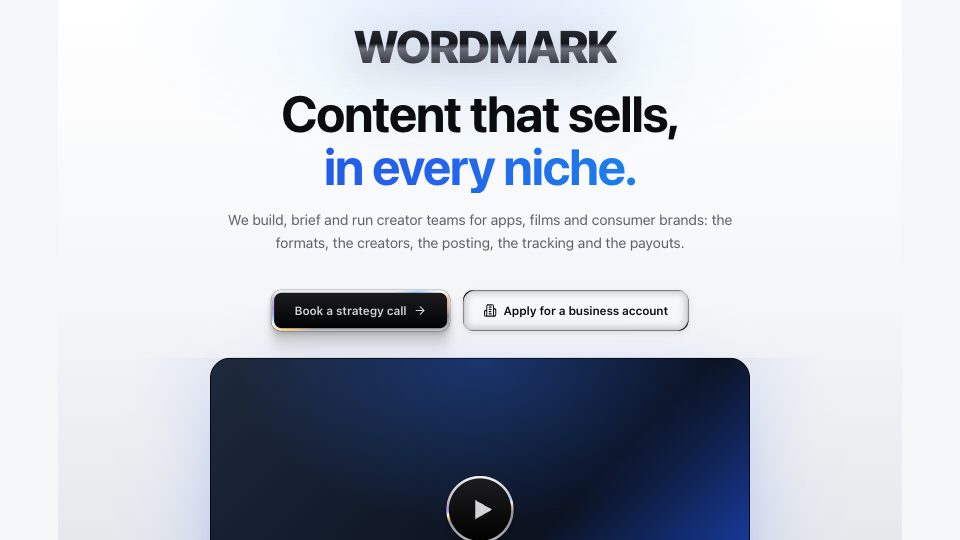 WORDMARK
Content that sells,
in every niche.
We build, brief and run creator teams for apps, films and consumer brands: the
formats, the creators, the posting, the tracking and the payouts.
Book a strategy call
Apply for a business account